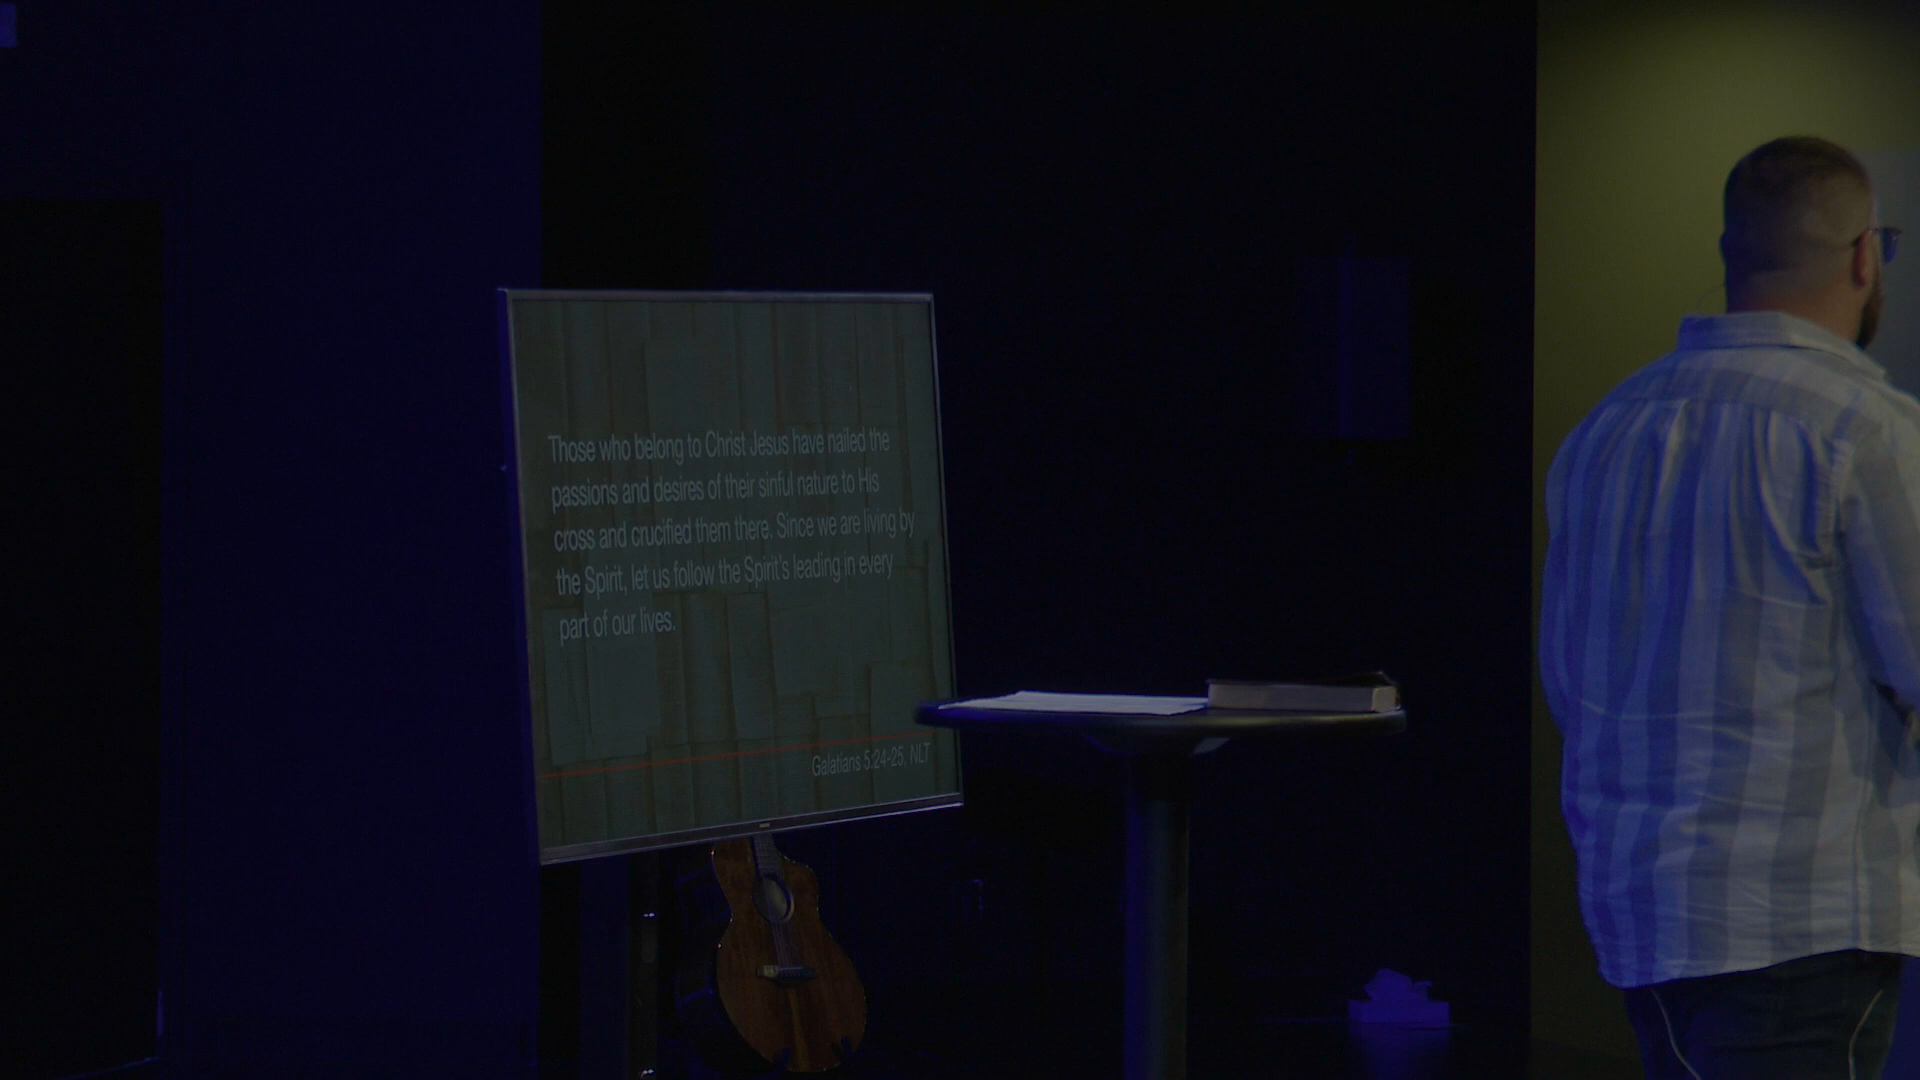 Those who belong to Christ Jesus have nailed the
passions and desires of their sinful nature to His
cross and crucified them there. Since we are living by
the Spirit, let us follow the Spirit's leading in every
part of our lives.
Galatians 5:24-25, NLT